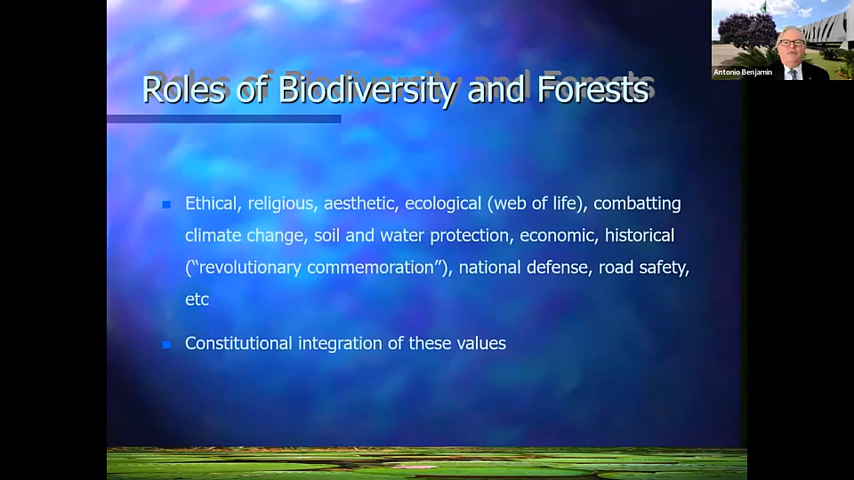 Roles of Biodiversity and Forests
Antonio Benjamin
Ethical, religious, aesthetic, ecological (web of life), combatting
climate change, soil and water protection, economic, historical
(“revolutionary commemoration”), national defense, road safety,
etc
Constitutional integration of these values